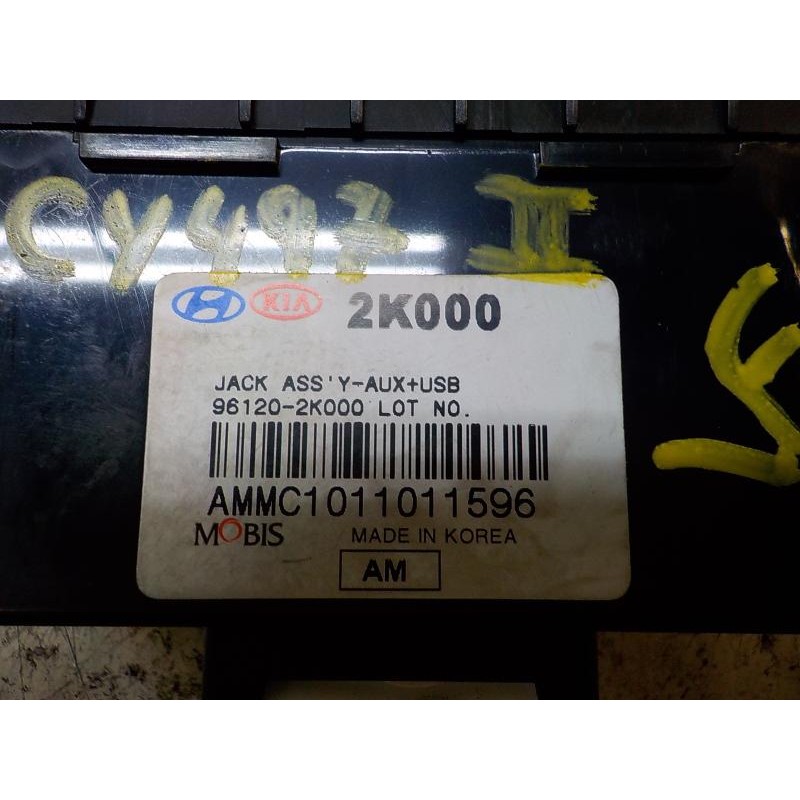 CY497 II
KIA 2K000
JACK ASS'Y-AUX+USB
96120-2K000 LOT NO.
AMMC1011011596
MOBIS MADE IN KOREA
AM